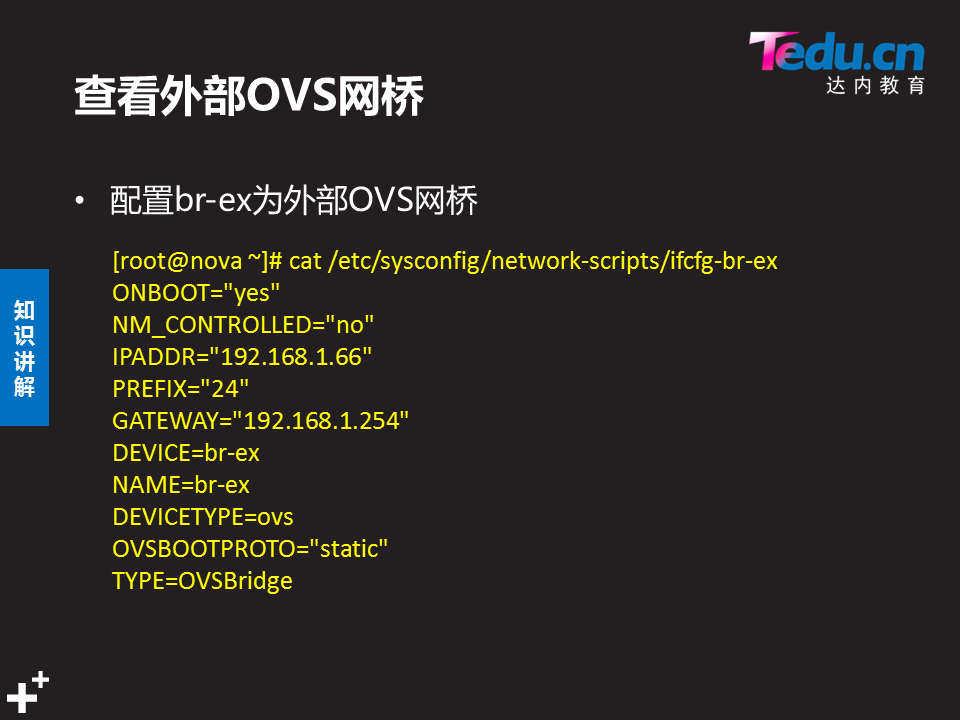 Tedu.cn
达内教育
查看外部OVS网桥
• 配置br-ex为外部OVS网桥
[root@nova ~]# cat /etc/sysconfig/network-scripts/ifcfg-br-ex
ONBOOT="yes"
NM_CONTROLLED="no"
IPADDR="192.168.1.66"
PREFIX="24"
GATEWAY="192.168.1.254"
DEVICE=br-ex
NAME=br-ex
DEVICETYPE=ovs
OVSBOOTPROTO="static"
TYPE=OVSBridge
知识讲解